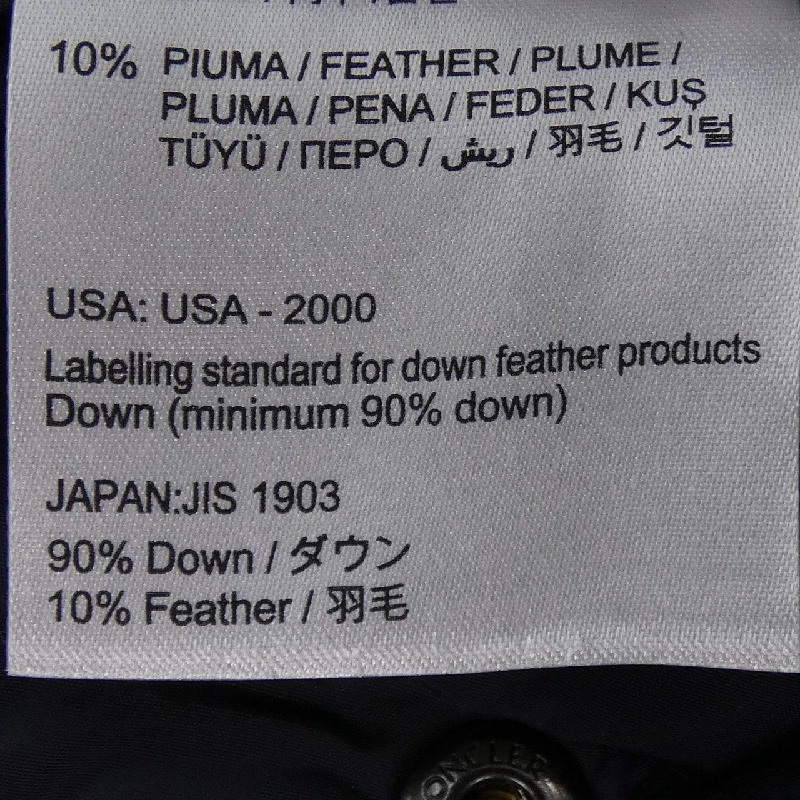 10% PIUMA / FEATHER / PLUME /
PLUMA / PENA / FEDER / KUŞ
TÜYÜ / ПЕРО / ريش / 羽毛 / 깃털
USA: USA - 2000
Labelling standard for down feather products
Down (minimum 90% down)
JAPAN:JIS 1903
90% Down / ダウン
10% Feather / 羽毛
ONCLER